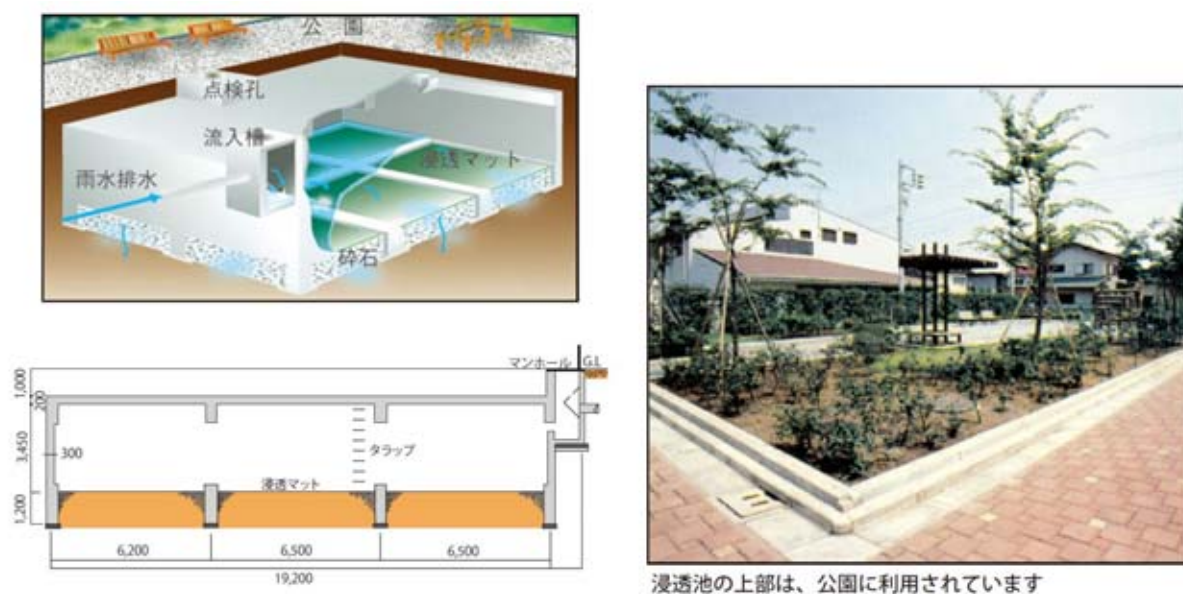 公 園
点検孔
流入槽
浸透マット
雨水排水
砕石
マンホール
G.L
1,000
200
3,450
300
タラップ
浸透マット
1,200
6,200
6,500
6,500
19,200
浸透池の上部は、公園に利用されています